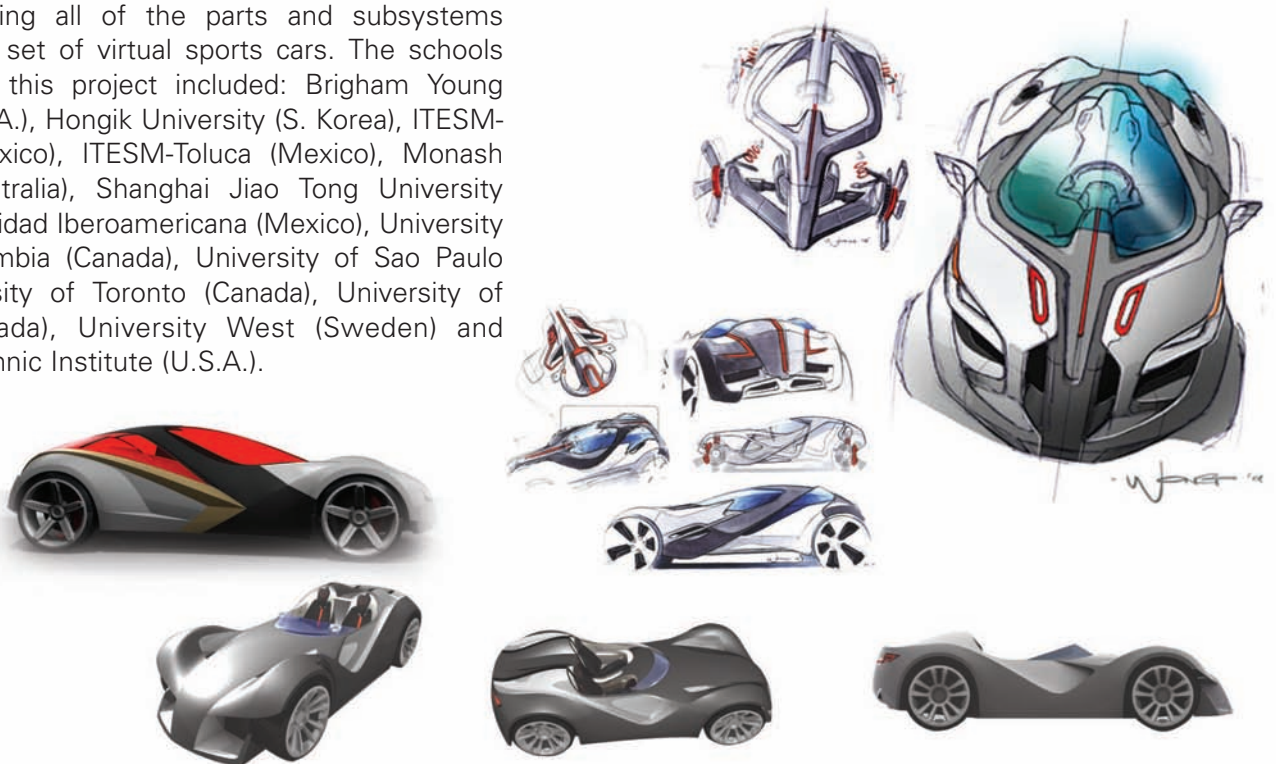 ing all of the parts and subsystems
set of virtual sports cars. The schools
this project included: Brigham Young
A.), Hongik University (S. Korea), ITESM-
xico), ITESM-Toluca (Mexico), Monash
tralia), Shanghai Jiao Tong University
idad Iberoamericana (Mexico), University
mbia (Canada), University of Sao Paulo
sity of Toronto (Canada), University of
ada), University West (Sweden) and
hnic Institute (U.S.A.).